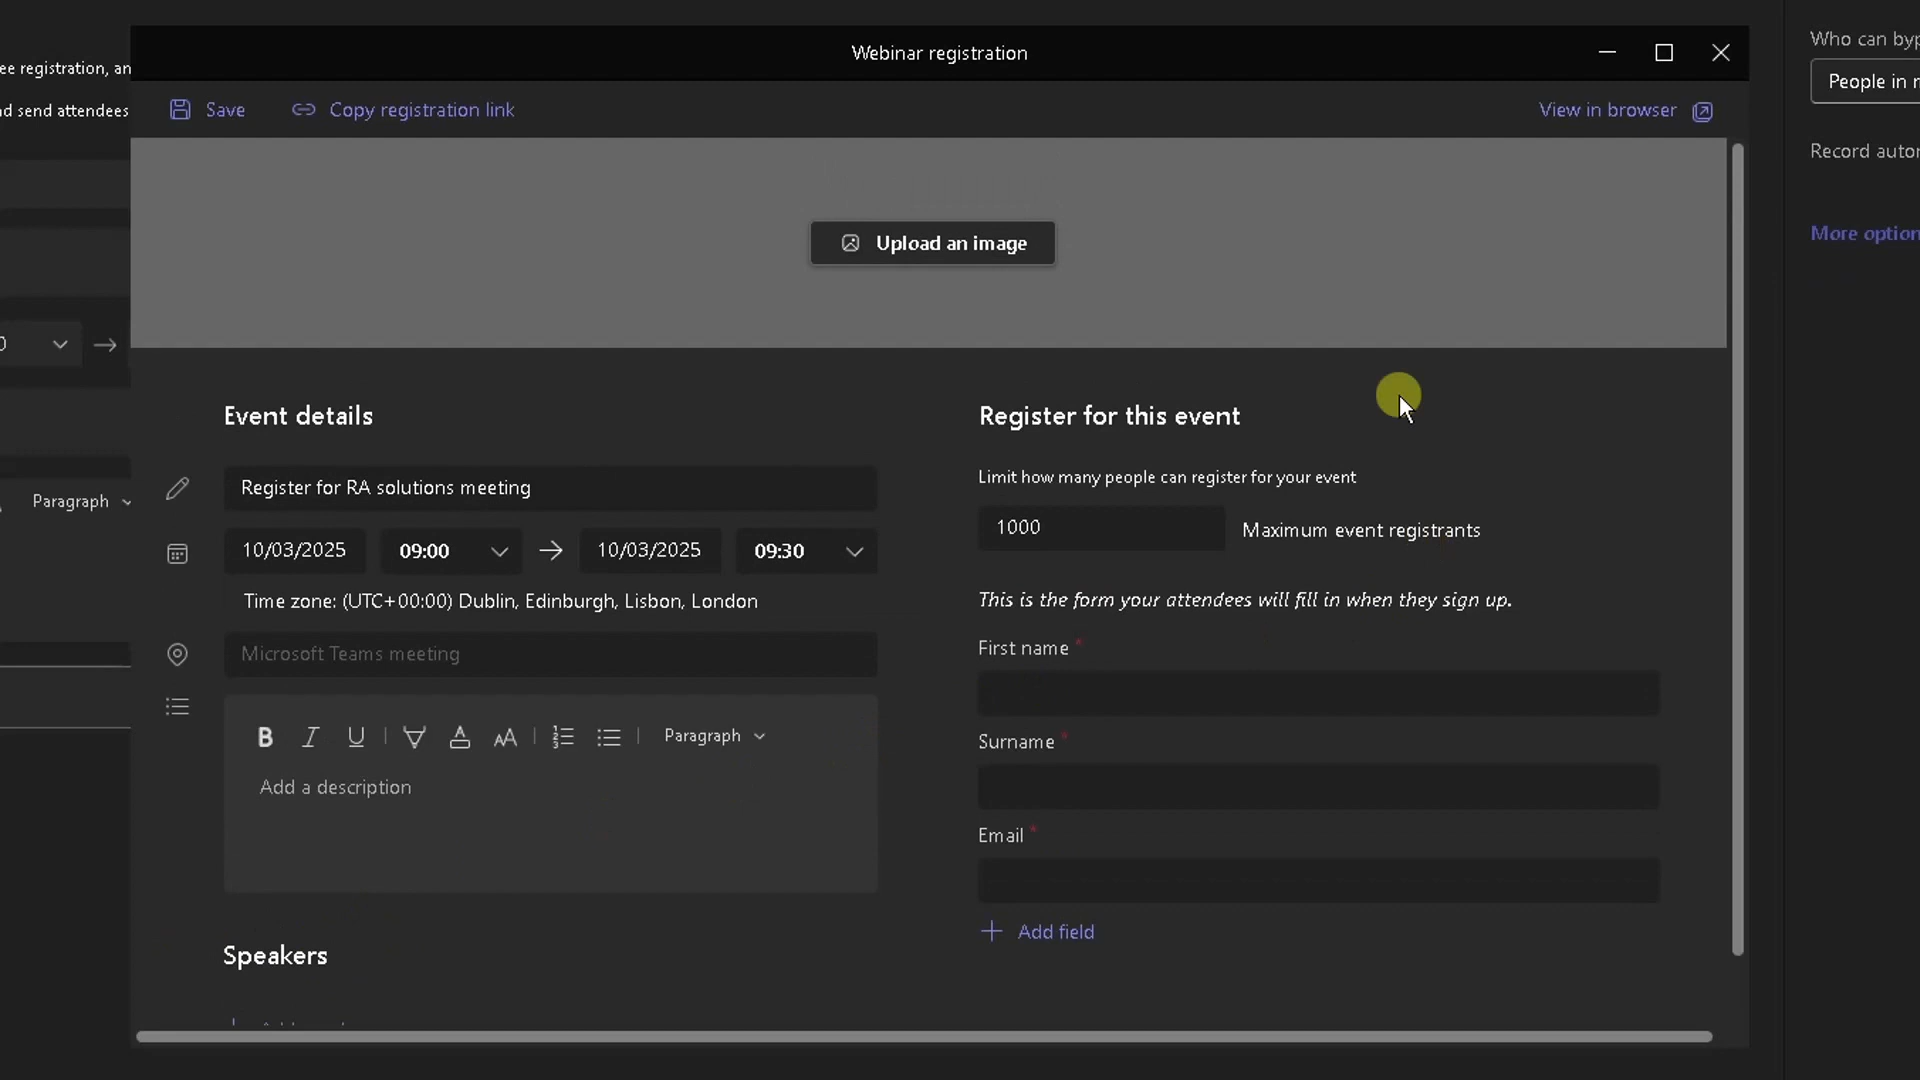 Webinar registration
Save
Copy registration link
View in browser
Upload an image
Event details
Register for RA solutions meeting
10/03/2025
09:00
10/03/2025
09:30
Time zone: (UTC+00:00) Dublin, Edinburgh, Lisbon, London
Microsoft Teams meeting
B I U
Paragraph
Add a description
Speakers
Register for this event
Limit how many people can register for your event
1000
Maximum event registrants
This is the form your attendees will fill in when they sign up.
First name *
Surname *
Email *
Add field
registration, an
nd send attendees
Paragraph
Who can
People in
Record
More